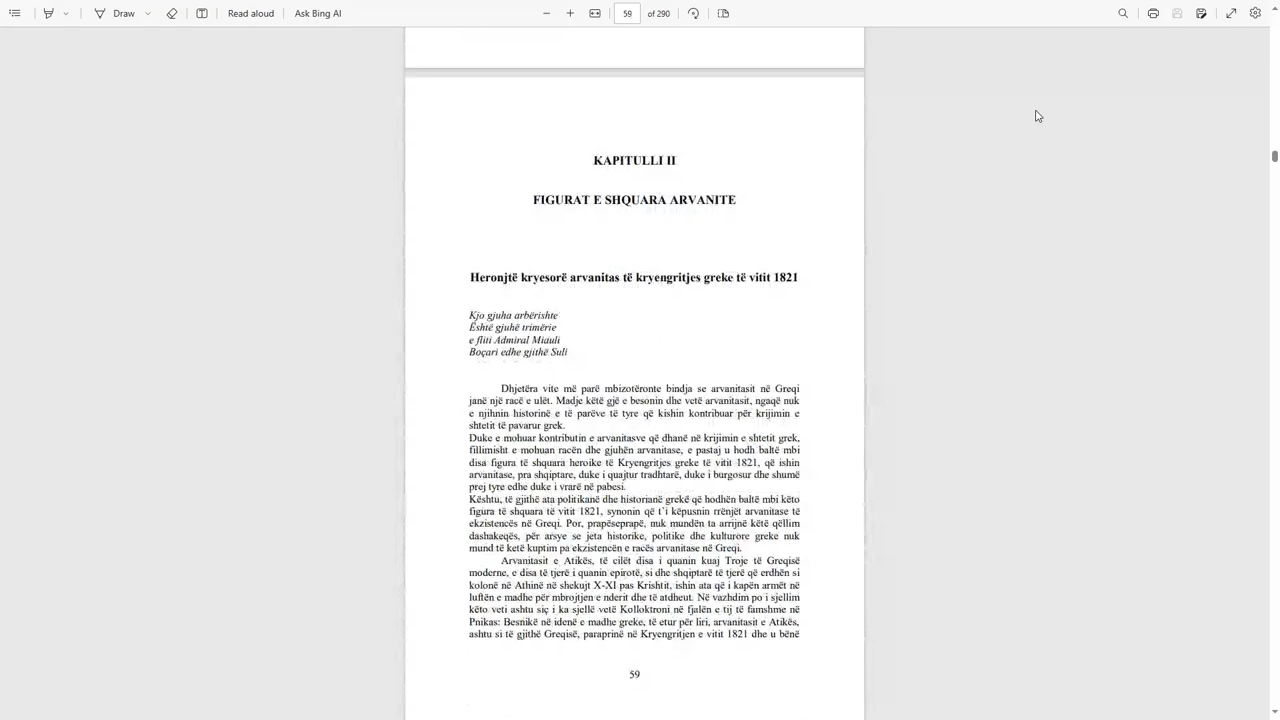 Draw
Read aloud
Ask Bing AI
59
of 290
KAPITULLI II
FIGURAT E SHQUARA ARVANITE
Heronjtë kryesorë arvanitas të kryengritjes greke të vitit 1821
Kjo gjuha arbërishte
Është gjuhë trimërie
e fliti Admiral Miauli
Boçari edhe gjithë Suli
Dhjetëra vite më parë mbizotëronte bindja se arvanitasit në Greqi
janë një racë e ulët. Madje këtë gjë e besonin dhe vetë arvanitasit, ngaqë nuk
e njihnin historinë e të parëve të tyre që kishin kontribuar për krijimin e
shtetit të pavarur grek.
Duke e mohuar kontributin e arvanitasve që dhanë në krijimin e shtetit grek,
fillimisht e mohuan racën dhe gjuhën arvanitase, e pastaj u hodh baltë mbi
disa figura të shquara heroike të Kryengritjes greke të vitit 1821, që ishin
arvanitase, pra shqiptare, duke i quajtur tradhtarë, duke i burgosur dhe shumë
prej tyre edhe duke i vrarë në pabesi.
Kështu, të gjithë ata politikanë dhe historianë grekë që hodhën baltë mbi këto
figura të shquara të vitit 1821, synonin që t`i këpusnin rrënjët arvanitase të
ekzistencës në Greqi. Por, prapëseprapë, nuk mundën ta arrijnë këtë qëllim
dashakeqës, për arsye se jeta historike, politike dhe kulturore greke nuk
mund të ketë kuptim pa ekzistencën e racës arvanitase në Greqi.
Arvanitasit e Atikës, të cilët disa i quanin kuaj Troje të Greqisë
moderne, e disa të tjerë i quanin epirotë, si dhe shqiptarë të tjerë që erdhën si
kolonë në Athinë në shekujt X-XI pas Krishtit, ishin ata që i kapën armët në
luftën e madhe për mbrojtjen e nderit dhe të atdheut. Në vazhdim po i sjellim
këto veti ashtu siç i ka sjellë vetë Kolloktroni në fjalën e tij të famshme në
Pnikas: Besnikë në idenë e madhe greke, të etur për liri, arvanitasit e Atikës,
ashtu si të gjithë Greqisë, paraprinë në Kryengritjen e vitit 1821 dhe u bënë
59